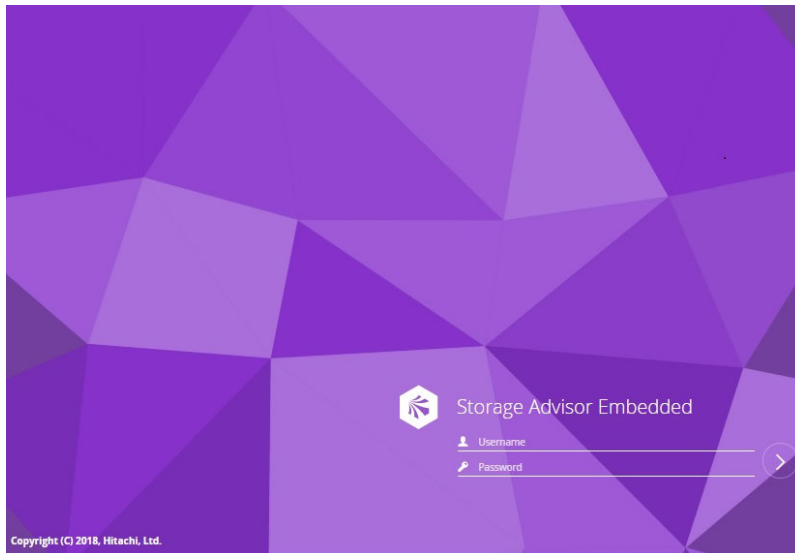 Storage Advisor Embedded
Username
Password
Copyright (C) 2018, Hitachi, Ltd.